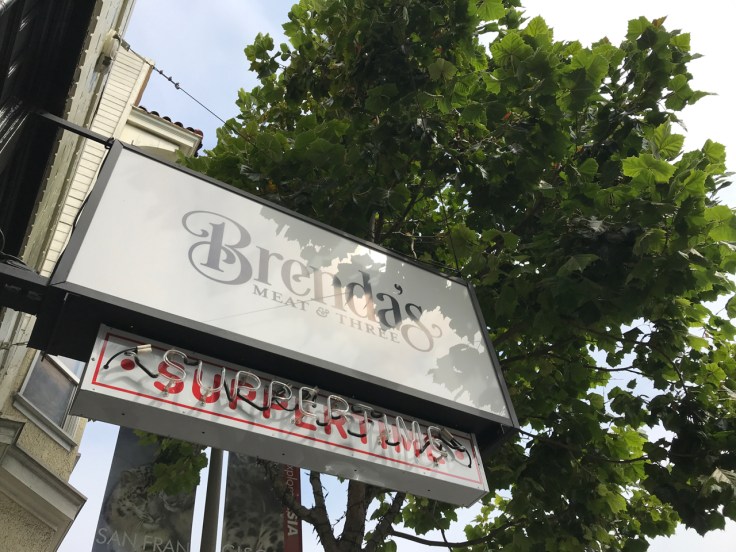 Brenda's
MEAT & THREE
SUPPERTIME
SAN FRAN